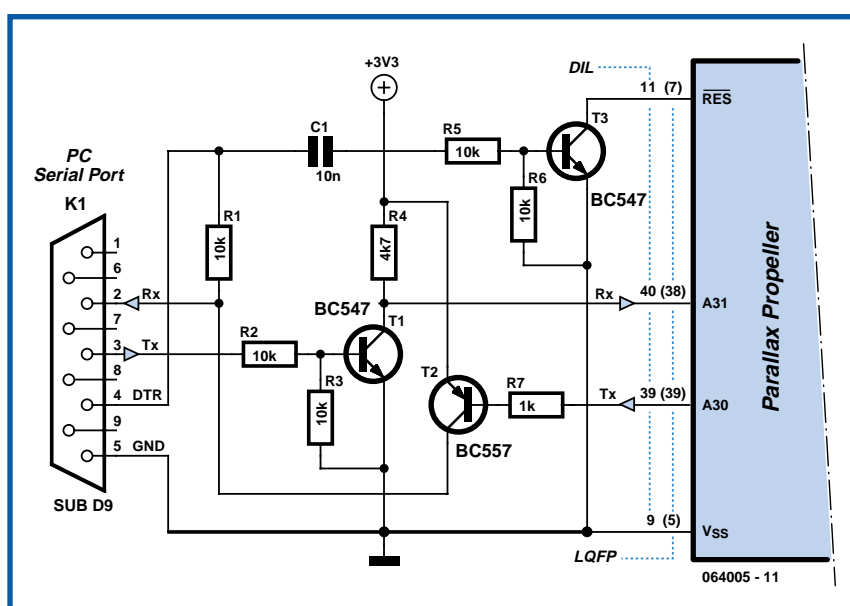 PC
Serial Port
K1
1
6
2
7
3
8
4
9
5
Rx
Tx
DTR
GND
SUB D9
R1
10k
R2
10k
R3
10k
C1
10n
+3V3
R4
4k7
BC547
T1
T2
BC557
R5
10k
R6
10k
T3
BC547
R7
1k
Rx
Tx
DIL
11 (7)
40 (38)
39 (39)
9 (5)
LQFP
RES
A31
A30
VSS
Parallax Propeller
064005 - 11